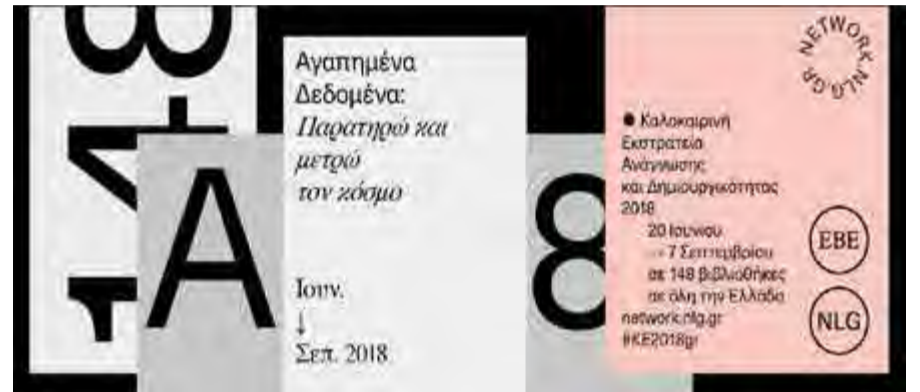 148
A
8
Αγαπημένα
Δεδομένα:
Παρατηρώ και
μετρώ
τον κόσμο
Ιουν.
↓
Σεπ. 2018
NETWORK.NLG.GR
● Καλοκαιρινή
Εκστρατεία
Ανάγνωσης
και Δημιουργικότητας
2018
20 Ιουνίου
→7 Σεπτεμβρίου
σε 148 βιβλιοθήκες
σε όλη την Ελλάδα
network.nlg.gr
#KE2018gr
EBE
NLG